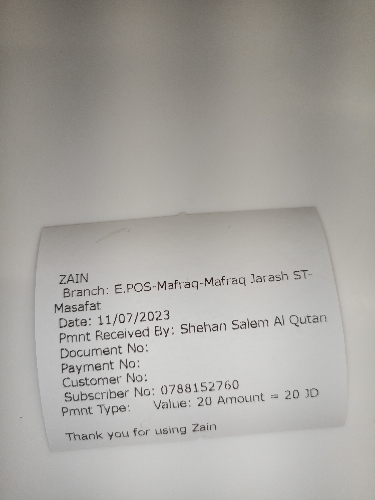 ZAIN
Branch: E.POS-Mafraq-Mafraq Jarash ST-
Masafat
Date: 11/07/2023
Pmnt Received By: Shehan Salem Al Qutan
Document No:
Payment No:
Customer No:
Subscriber No: 0788152760
Pmnt Type: Value: 20 Amount = 20 JD
Thank you for using Zain